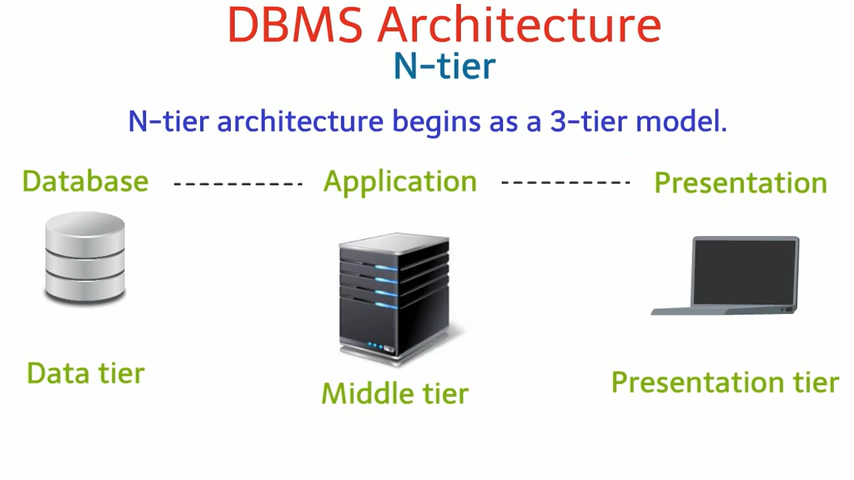 DBMS Architecture
N-tier
N-tier architecture begins as a 3-tier model.
Database
Application
Presentation
Data tier
Middle tier
Presentation tier